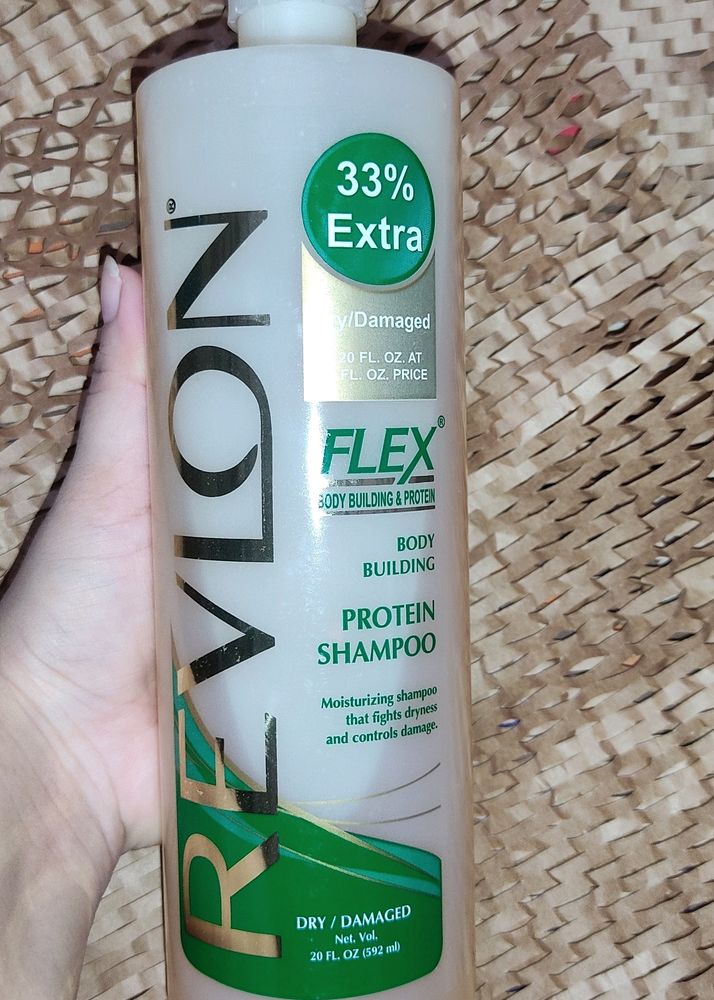 REVLON®
33%
Extra
/Damaged
20 FL. OZ. AT
FL. OZ. PRICE
FLEX®
BODY BUILDING & PROTEIN
BODY
BUILDING
PROTEIN
SHAMPOO
Moisturizing shampoo
that fights dryness
and controls damage.
DRY / DAMAGED
Net. Vol.
20 FL. OZ (592 ml)